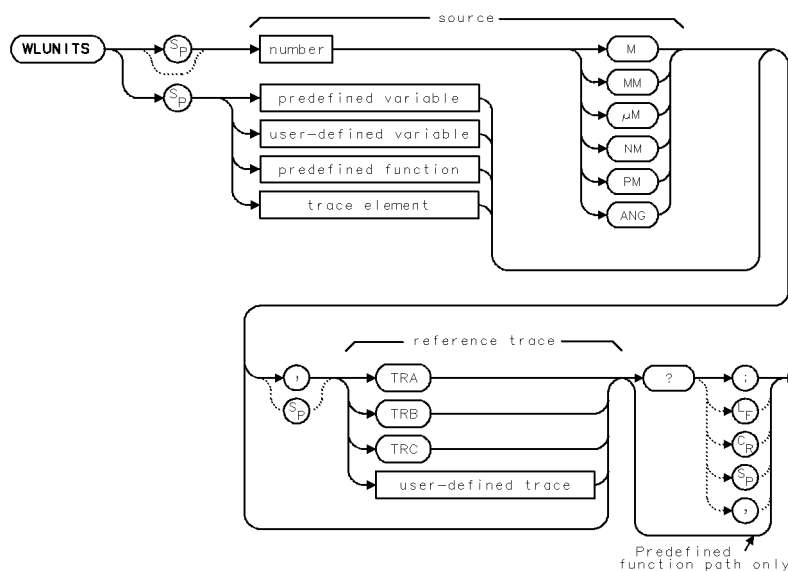 source
WLUNITS
SP
number
M
MM
µM
NM
PM
ANG
SP
predefined variable
user-defined variable
predefined function
trace element
reference trace
,
SP
TRA
TRB
TRC
user-defined trace
?
;
LF
CR
SP
,
Predefined
function path only